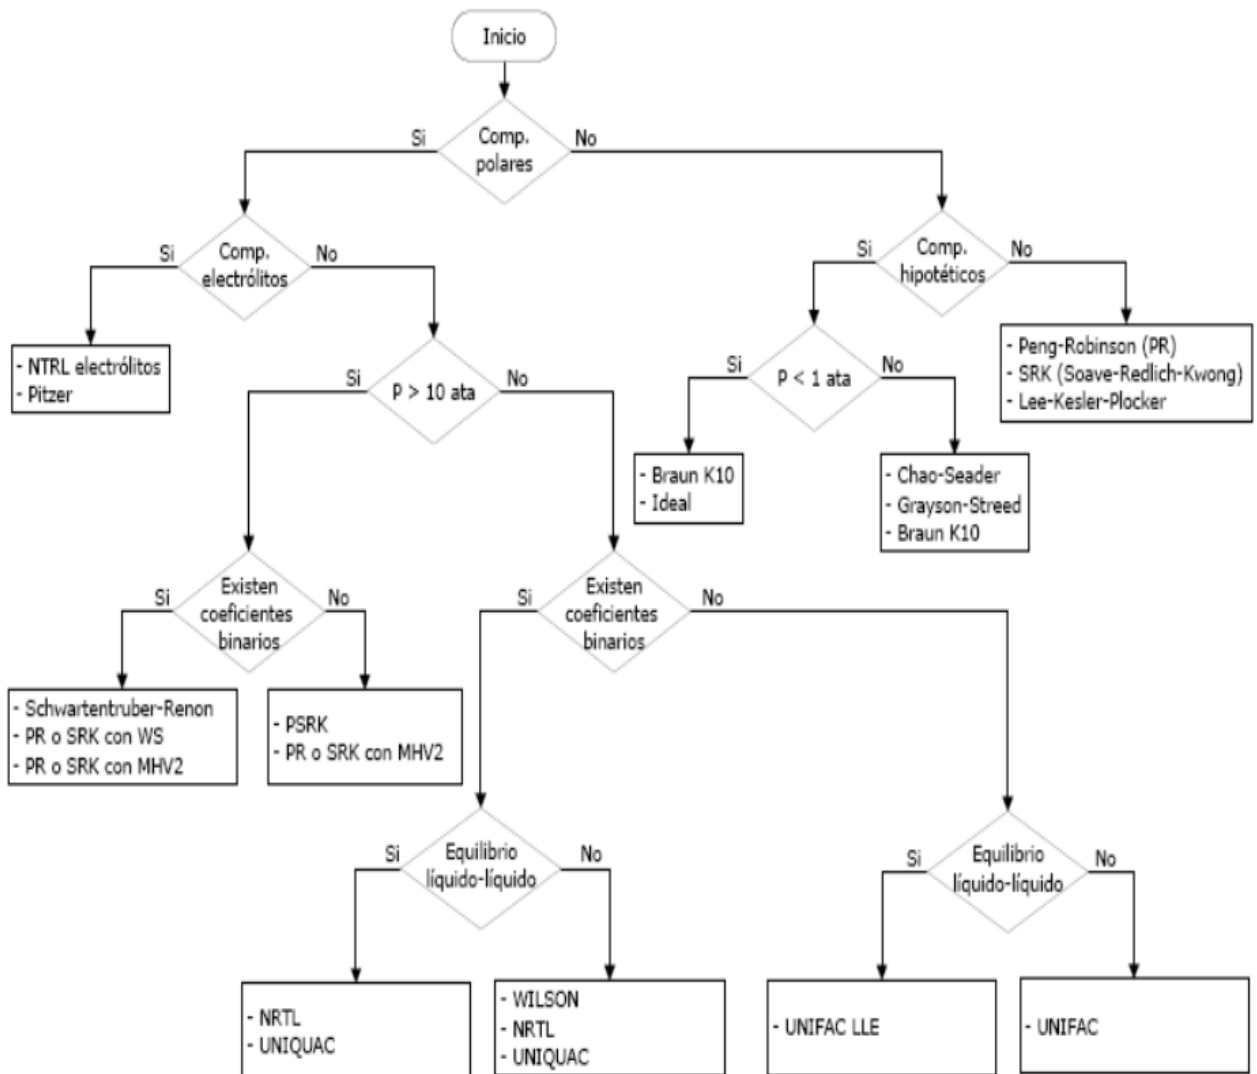 Inicio
Si
Comp.
polares
No
Si
Comp.
electrólitos
No
Si
Comp.
hipotéticos
No
- NTRL electrólitos
- Pitzer
Si
P > 10 ata
No
Si
P < 1 ata
No
- Peng-Robinson (PR)
- SRK (Soave-Redlich-Kwong)
- Lee-Kesler-Plocker
- Braun K10
- Ideal
- Chao-Seader
- Grayson-Streed
- Braun K10
Si
Existen
coeficientes
binarios
No
Si
Existen
coeficientes
binarios
No
- Schwartentruber-Renon
- PR o SRK con WS
- PR o SRK con MHV2
- PSRK
- PR o SRK con MHV2
Si
Equilibrio
líquido-líquido
No
Si
Equilibrio
líquido-líquido
No
- NRTL
- UNIQUAC
- WILSON
- NRTL
- UNIQUAC
- UNIFAC LLE
- UNIFAC